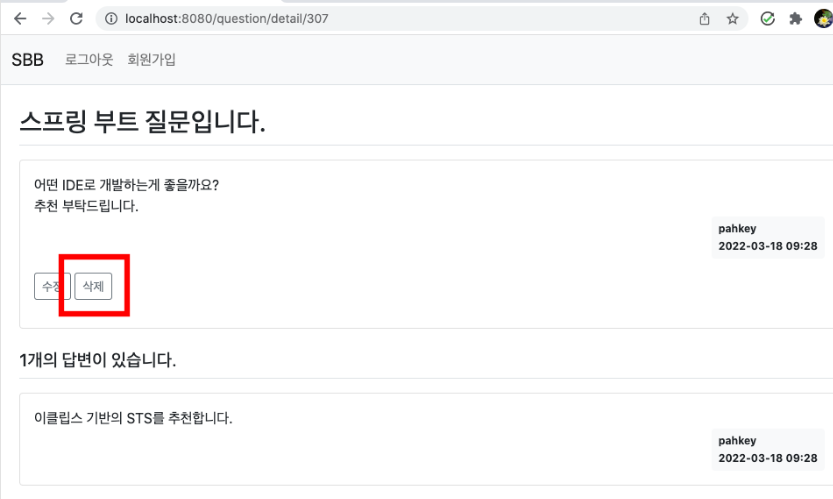 localhost:8080/question/detail/307
SBB 로그아웃 회원가입
스프링 부트 질문입니다.
어떤 IDE로 개발하는게 좋을까요?
추천 부탁드립니다.
pahkey
2022-03-18 09:28
삭제
1개의 답변이 있습니다.
이클립스 기반의 STS를 추천합니다.
pahkey
2022-03-18 09:28